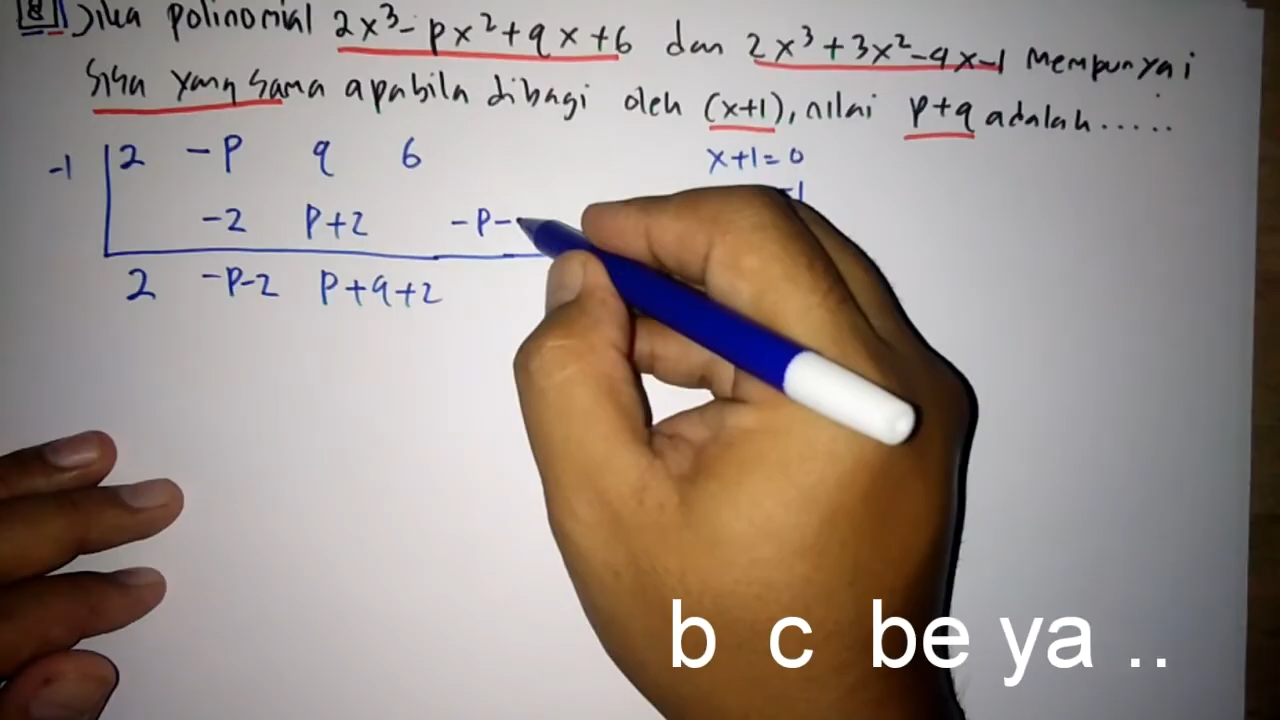 8 Jika polinomial 2x³-px²+qx+6 dan 2x³+3x²-4x-1 mempunyai
sisa yang sama apabila dibagi oleh (x+1), nilai p+q adalah.....
-1 2 -p q 6 x+1=0
-2 p+2 -p- -1
2 -p-2 p+q+2
b c be ya ..